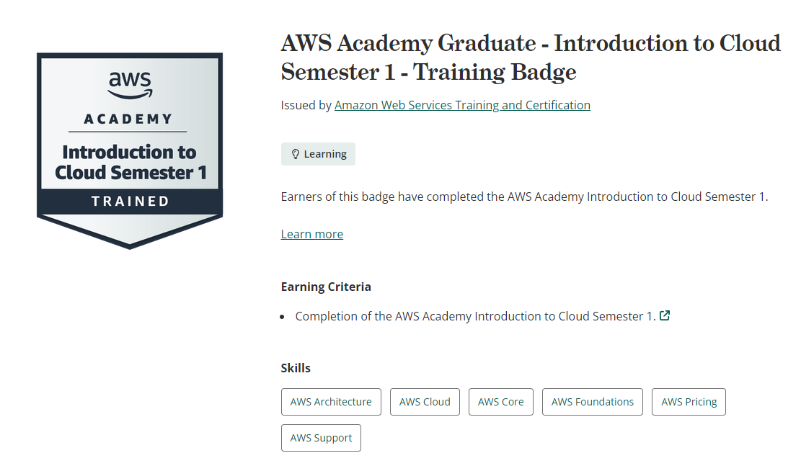 aws
ACADEMY
Introduction to
Cloud Semester 1
TRAINED
AWS Academy Graduate - Introduction to Cloud
Semester 1 - Training Badge
Issued by Amazon Web Services Training and Certification
Learning
Earners of this badge have completed the AWS Academy Introduction to Cloud Semester 1.
Learn more
Earning Criteria
Completion of the AWS Academy Introduction to Cloud Semester 1.
Skills
AWS Architecture AWS Cloud AWS Core AWS Foundations AWS Pricing
AWS Support